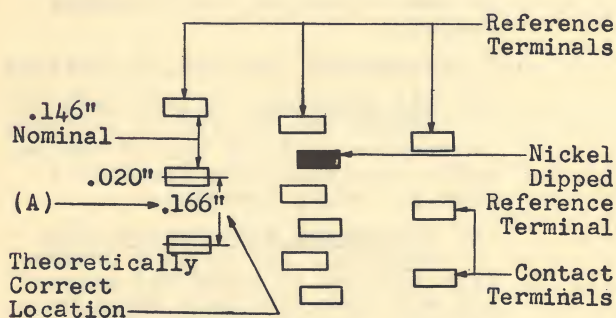 Reference
Terminals
.146"
Nominal
.020"
(A)
.166"
Nickel
Dipped
Reference
Terminal
Theoretically
Correct
Location
Contact
Terminals